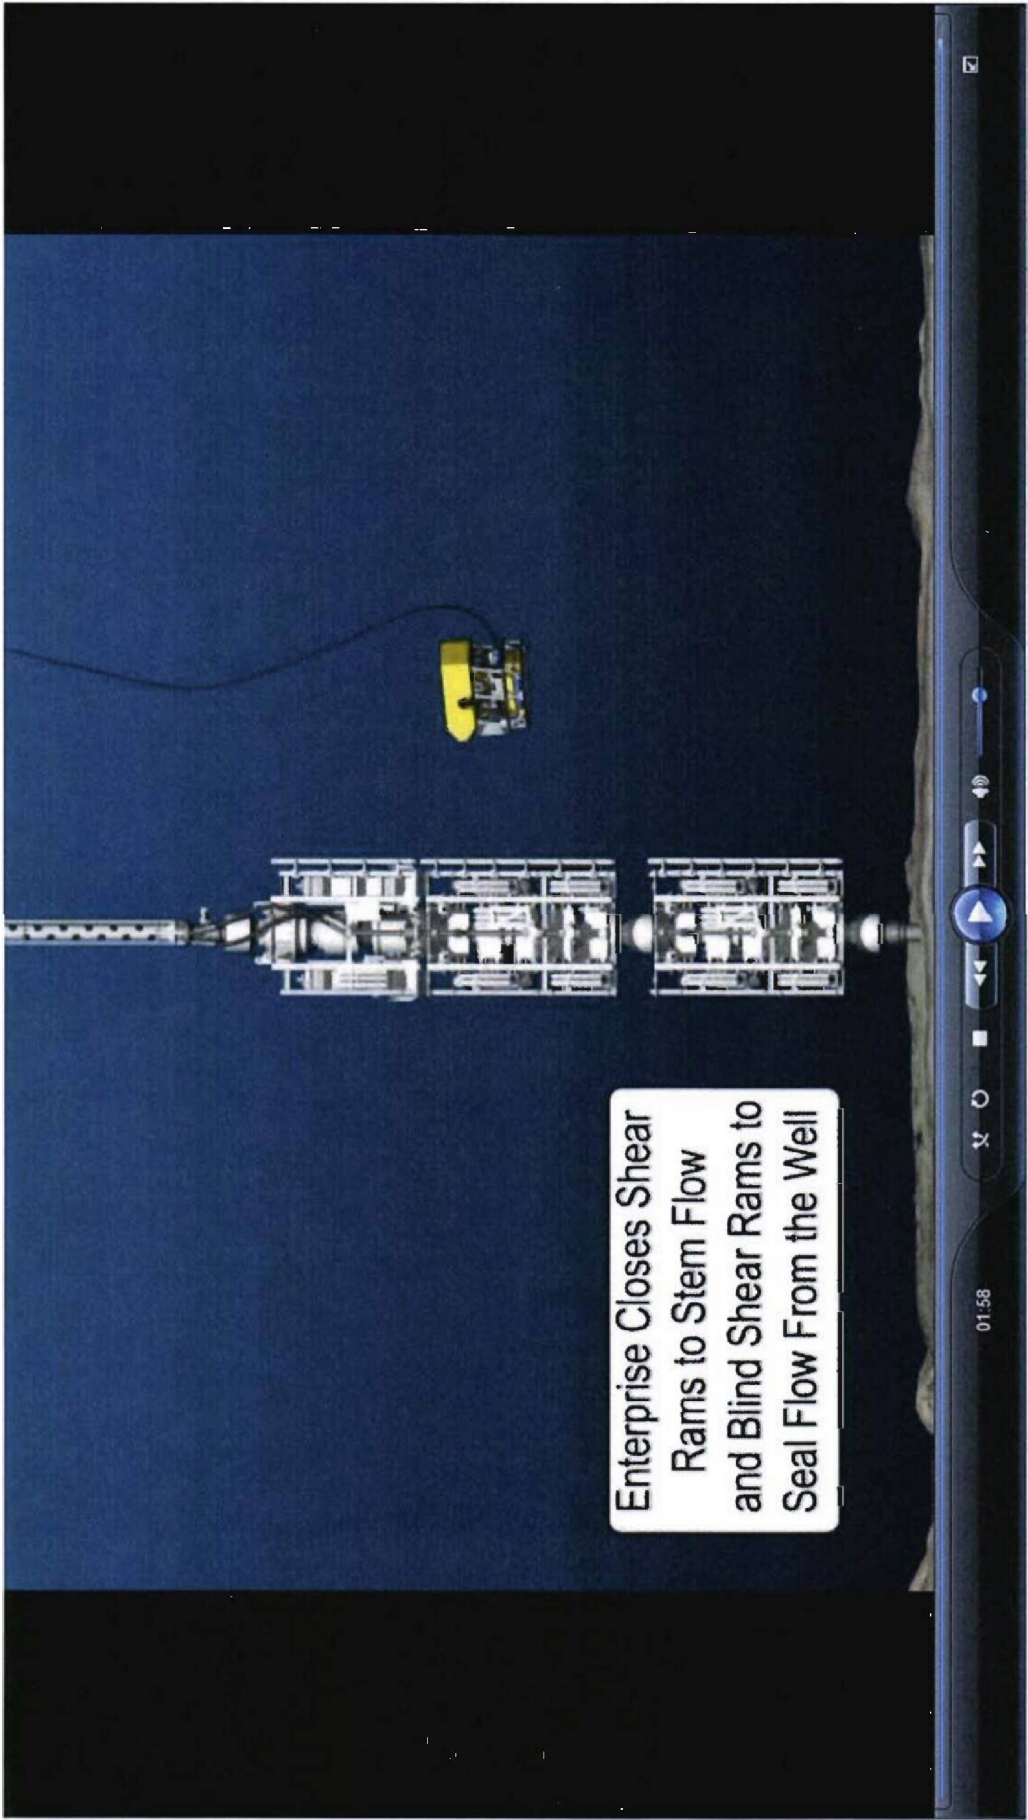 Enterprise Closes Shear
Rams to Stem Flow
and Blind Shear Rams to
Seal Flow From the Well
01:58